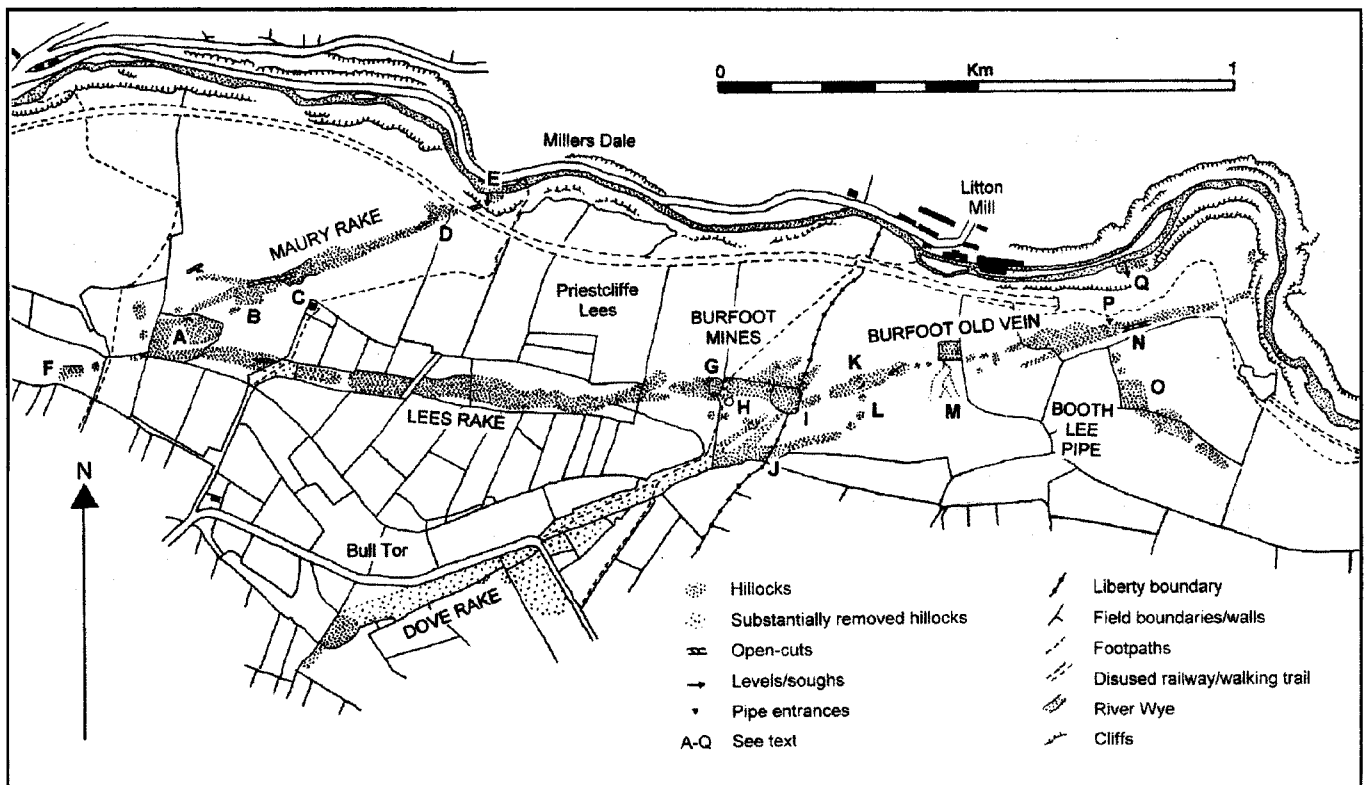 0 Km 1
Millers Dale
E
Litton
Mill
MAURY RAKE
D
Q
C
B
Priestcliffe
Lees
BURFOOT
MINES
BURFOOT OLD VEIN
P
A
N
F
G
K
H
I
L
M
O
LEES RAKE
BOOTH
LEE
PIPE
J
N
Bull Tor
DOVE RAKE
Hillocks
Substantially removed hillocks
Open-cuts
Levels/soughs
Pipe entrances
A-Q See text
Liberty boundary
Field boundaries/walls
Footpaths
Disused railway/walking trail
River Wye
Cliffs